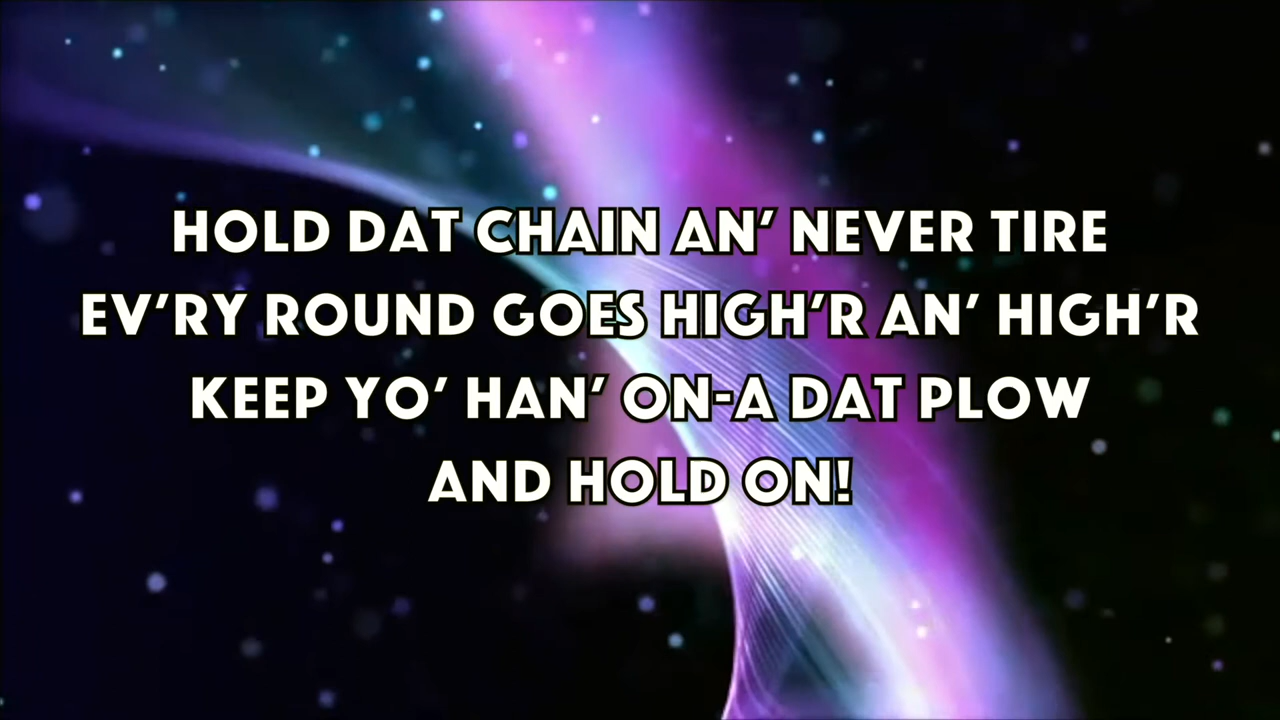 HOLD DAT CHAIN AN’ NEVER TIRE
EV’RY ROUND GOES HIGH’R AN’ HIGH’R
KEEP YO’ HAN’ ON-A DAT PLOW
AND HOLD ON!